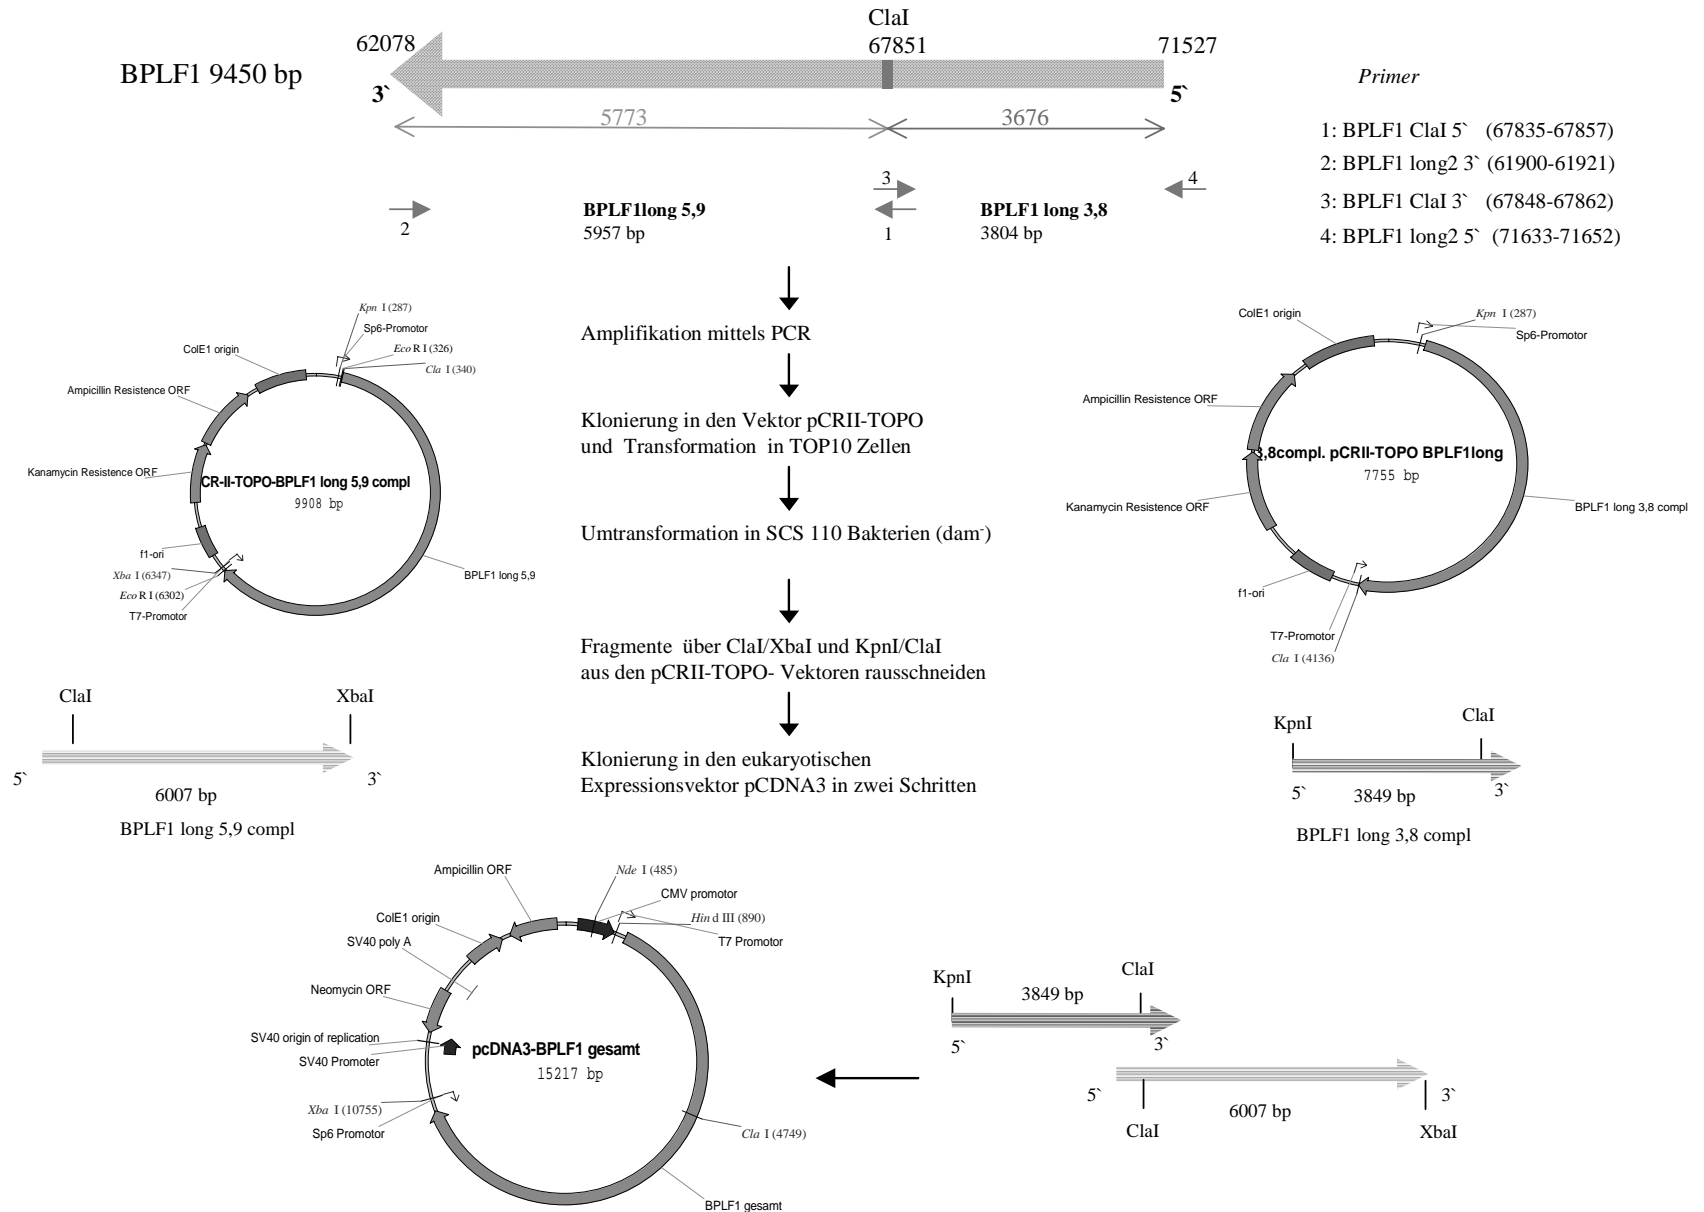 ClaI
62078
67851
71527
BPLF1 9450 bp
3`
5`
5773
3676
Primer
1: BPLF1 ClaI 5` (67835-67857)
2: BPLF1 long2 3` (61900-61921)
3: BPLF1 ClaI 3` (67848-67862)
4: BPLF1 long2 5` (71633-71652)
2
BPLF1long 5,9
5957 bp
3
1
BPLF1 long 3,8
3804 bp
4
Amplifikation mittels PCR
Klonierung in den Vektor pCRII-TOPO
und Transformation in TOP10 Zellen
Umtransformation in SCS 110 Bakterien (dam-)
Fragmente über ClaI/XbaI und KpnI/ClaI
aus den pCRII-TOPO- Vektoren rausschneiden
Klonierung in den eukaryotischen
Expressionsvektor pCDNA3 in zwei Schritten
Kpn I (287)
Sp6-Promotor
Eco R I (326)
Cla I (340)
ColE1 origin
Ampicillin Resistence ORF
Kanamycin Resistence ORF
CR-II-TOPO-BPLF1 long 5,9 compl
9908 bp
f1-ori
Xba I (6347)
Eco R I (6302)
T7-Promotor
BPLF1 long 5,9
Kpn I (287)
Sp6-Promotor
ColE1 origin
Ampicillin Resistence ORF
3,8compl. pCRII-TOPO BPLF1long
7755 bp
Kanamycin Resistence ORF
BPLF1 long 3,8 compl
f1-ori
T7-Promotor
Cla I (4136)
ClaI
XbaI
5`
3`
6007 bp
BPLF1 long 5,9 compl
KpnI
ClaI
5`
3849 bp
3`
BPLF1 long 3,8 compl
Ampicillin ORF
Nde I (485)
CMV promotor
Hin d III (890)
T7 Promotor
ColE1 origin
SV40 poly A
Neomycin ORF
SV40 origin of replication
SV40 Promoter
pcDNA3-BPLF1 gesamt
15217 bp
Xba I (10755)
Sp6 Promotor
Cla I (4749)
BPLF1 gesamt
KpnI
3849 bp
ClaI
5`
3`
5`
3`
6007 bp
ClaI
XbaI